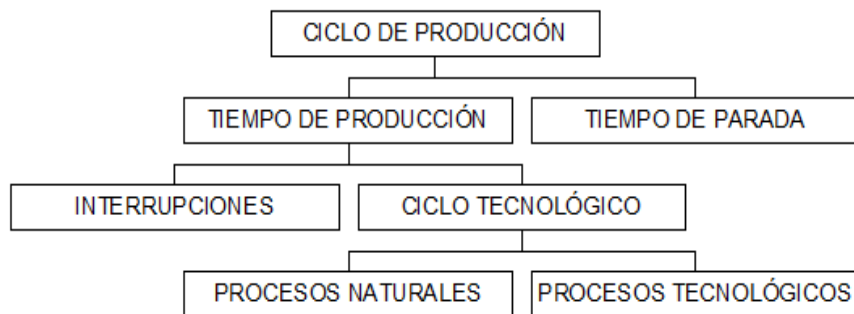 CICLO DE PRODUCCIÓN
TIEMPO DE PRODUCCIÓN
TIEMPO DE PARADA
INTERRUPCIONES
CICLO TECNOLÓGICO
PROCESOS NATURALES
PROCESOS TECNOLÓGICOS